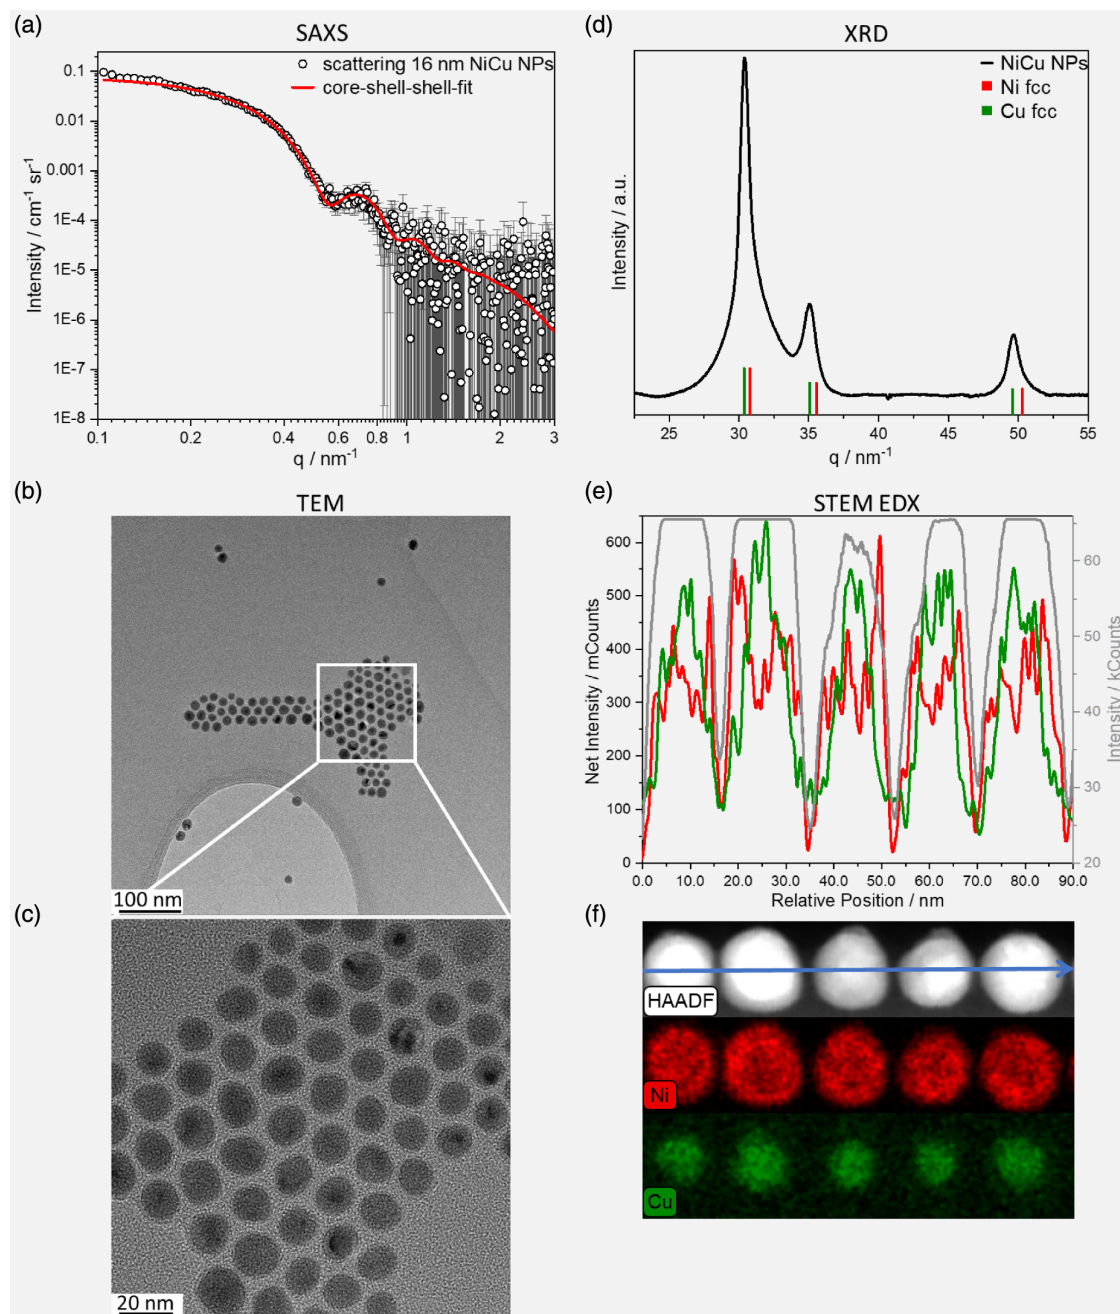 (a)
SAXS
scattering 16 nm NiCu NPs
core-shell-shell-fit
Intensity / cm⁻¹ sr⁻¹
0.1
0.01
0.001
1E-4
1E-5
1E-6
1E-7
1E-8
0.1
0.2
0.4
0.6
0.8
1
2
3
q / nm⁻¹
(d)
XRD
NiCu NPs
Ni fcc
Cu fcc
Intensity / a.u.
25
30
35
40
45
50
55
q / nm⁻¹
(b)
TEM
100 nm
(c)
20 nm
(e)
STEM EDX
Net Intensity / mCounts
600
500
400
300
200
100
0
60
50
40
30
20
Intensity / kCounts
0.0
10.0
20.0
30.0
40.0
50.0
60.0
70.0
80.0
90.0
Relative Position / nm
(f)
HAADF
Ni
Cu